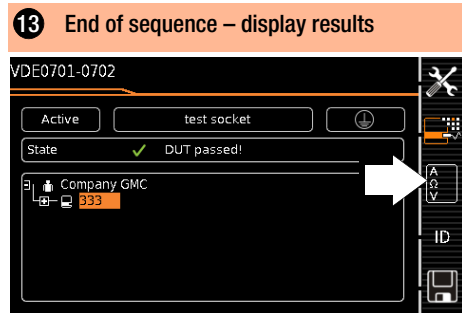 13 End of sequence – display results
VDE0701-0702
Active test socket
State ✓ DUT passed!
Company GMC
333
A
Ω
V
ID